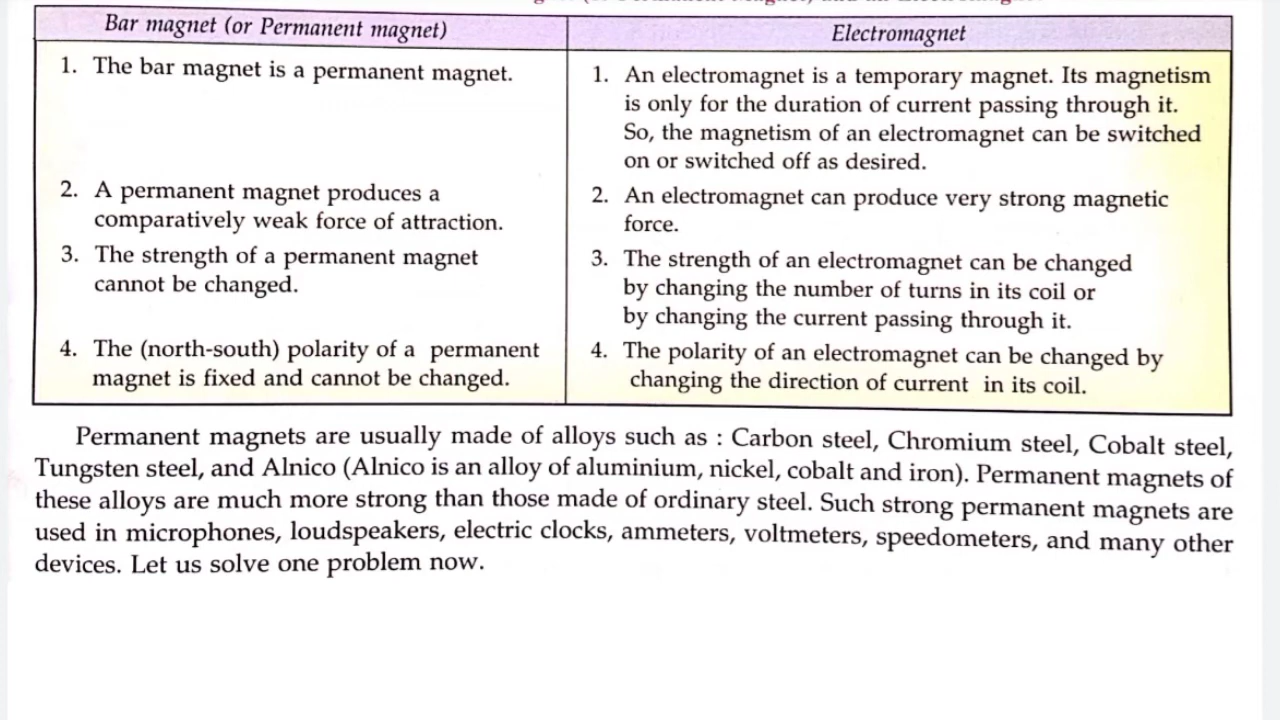 Bar magnet (or Permanent magnet)
Electromagnet
1. The bar magnet is a permanent magnet.
1. An electromagnet is a temporary magnet. Its magnetism
is only for the duration of current passing through it.
So, the magnetism of an electromagnet can be switched
on or switched off as desired.
2. A permanent magnet produces a
comparatively weak force of attraction.
2. An electromagnet can produce very strong magnetic
force.
3. The strength of a permanent magnet
cannot be changed.
3. The strength of an electromagnet can be changed
by changing the number of turns in its coil or
by changing the current passing through it.
4. The (north-south) polarity of a permanent
magnet is fixed and cannot be changed.
4. The polarity of an electromagnet can be changed by
changing the direction of current in its coil.
Permanent magnets are usually made of alloys such as : Carbon steel, Chromium steel, Cobalt steel,
Tungsten steel, and Alnico (Alnico is an alloy of aluminium, nickel, cobalt and iron). Permanent magnets of
these alloys are much more strong than those made of ordinary steel. Such strong permanent magnets are
used in microphones, loudspeakers, electric clocks, ammeters, voltmeters, speedometers, and many other
devices. Let us solve one problem now.